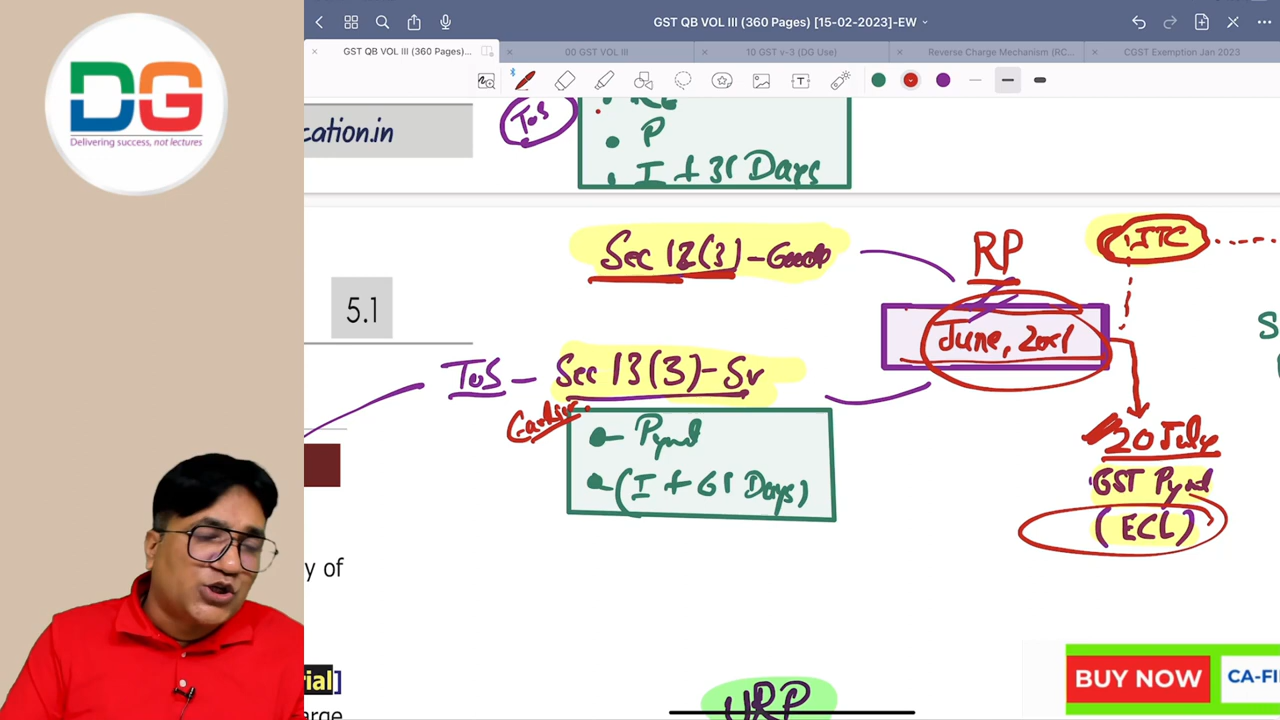 GST QB VOL III (360 Pages) [15-02-2023]-EW
GST QB VOL III (360 Pages)...
00 GST VOL III
10 GST v-3 (DG Use)
Reverse Charge Mechanism (RC...
CGST Exemption Jan 2023
DG
Delivering success, not lectures
cation.in
ToS
P
I + 31 Days
Sec 12(3) - Goods
RP
ITC
5.1
June, 2021
ToS - Sec 13(3) - Sv
Earlier
Pymt
(I + 61 Days)
20 July
GST Pymt
(ECL)
y of
rial]
arge
URP
BUY NOW
CA-FI